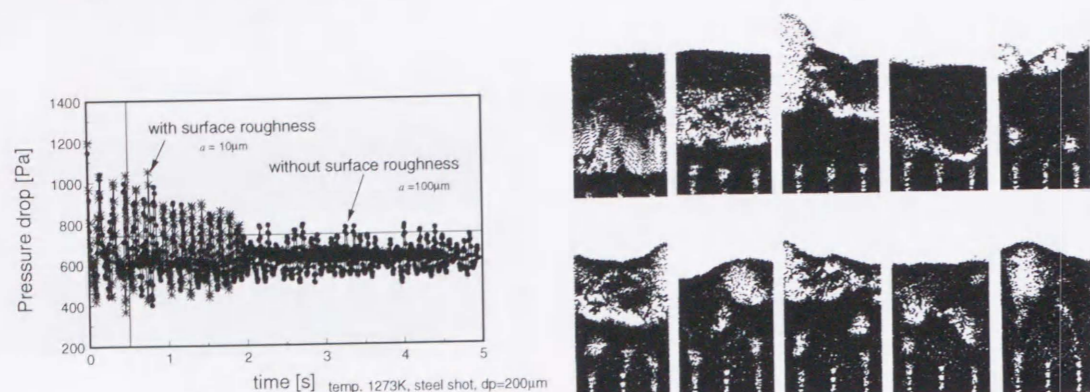 1400
1200
1000
800
600
400
200
Pressure drop [Pa]
with surface roughness
a = 10μm
without surface roughness
a =100μm
0
1
2
3
4
5
time [s]
temp. 1273K, steel shot, dp=200μm